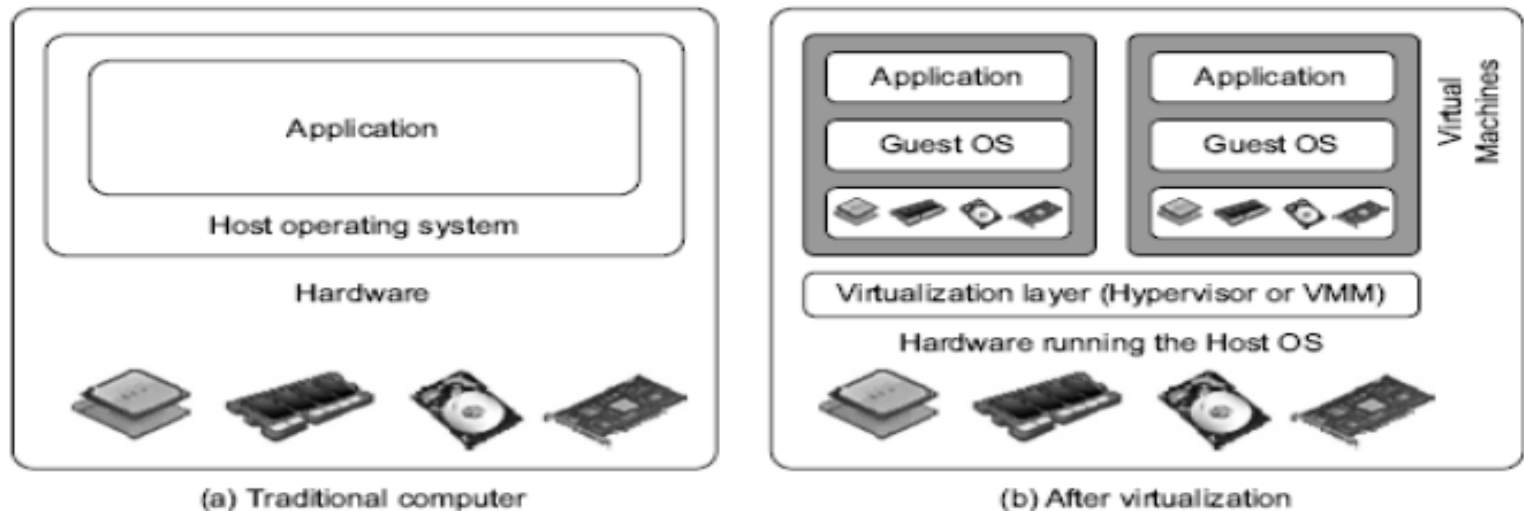 Application
Host operating system
Hardware
(a) Traditional computer
Application
Guest OS
Application
Guest OS
Virtual
Machines
Virtualization layer (Hypervisor or VMM)
Hardware running the Host OS
(b) After virtualization